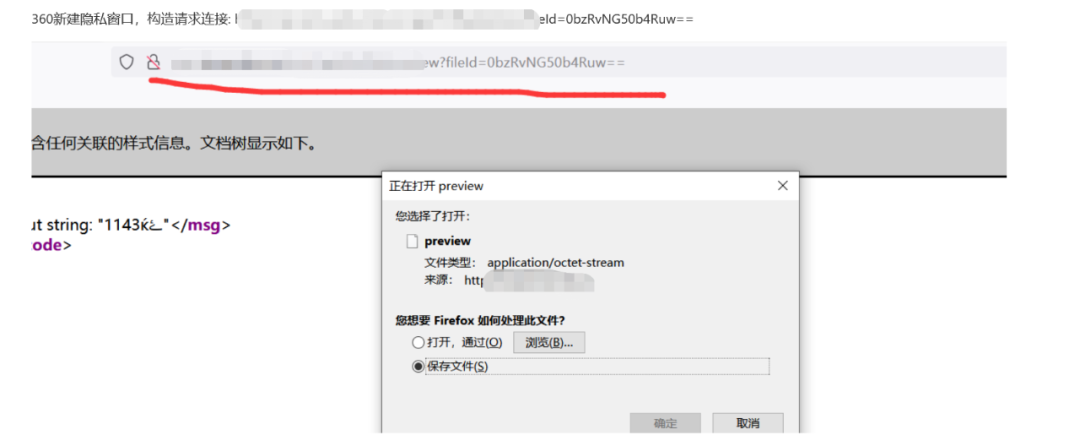 360新建隐私窗口，构造请求连接: eId=0bzRvNG50b4Ruw==
ew?fileId=0bzRvNG50b4Ruw==
含任何关联的样式信息。文档树显示如下。
正在打开 preview
您选择了打开:
preview
文件类型: application/octet-stream
来源: http
ut string: "1143"</msg>
ode>
您想要 Firefox 如何处理此文件?
打开，通过(O) 浏览(B)...
保存文件(S)
确定 取消